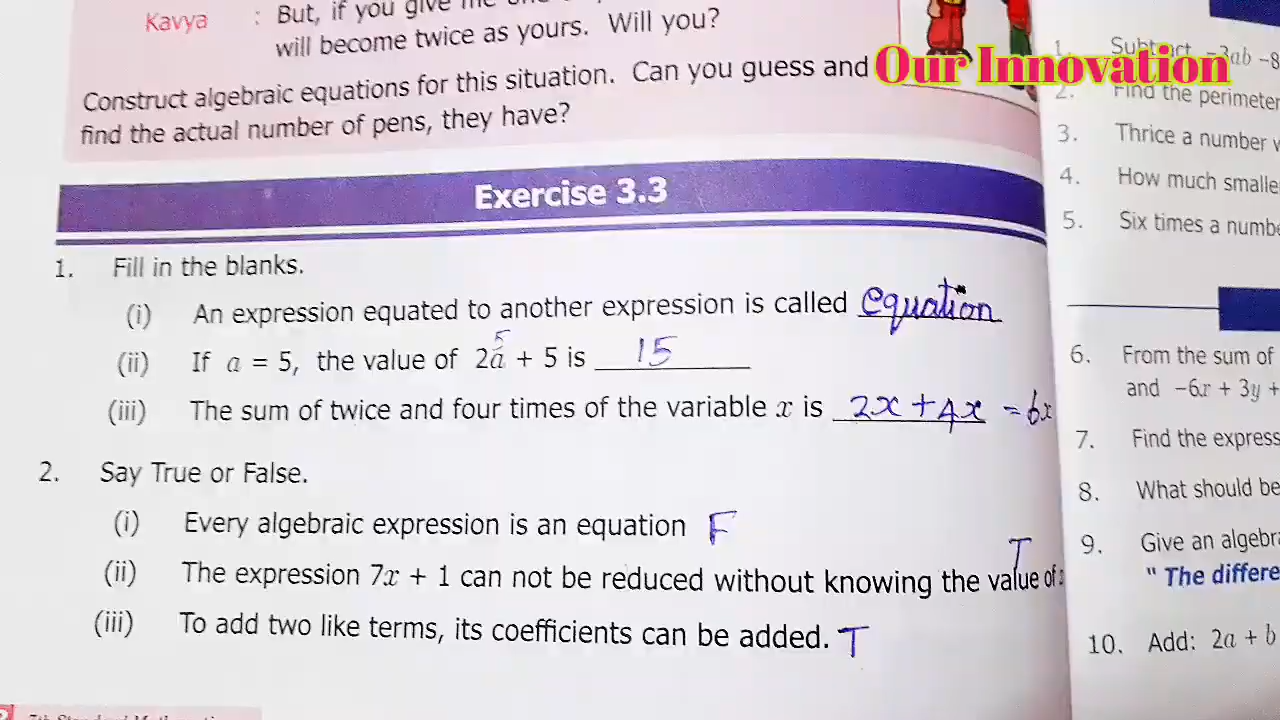 Kavya : But, if you give me one
will become twice as yours. Will you?
Construct algebraic equations for this situation. Can you guess and
find the actual number of pens, they have?
Our Innovation
Exercise 3.3
1. Fill in the blanks.
(i) An expression equated to another expression is called equation
(ii) If a = 5, the value of 2a + 5 is 15
5
(iii) The sum of twice and four times of the variable x is 2x + 4x = 6x
2. Say True or False.
(i) Every algebraic expression is an equation F
(ii) The expression 7x + 1 can not be reduced without knowing the value of T
(iii) To add two like terms, its coefficients can be added. T
1. Subtract -3ab -8
2. Find the perimeter
3. Thrice a number
4. How much smalle
5. Six times a numbe
6. From the sum of
and -6x + 3y +
7. Find the express
8. What should be
9. Give an algebra
" The differe
10. Add: 2a + b